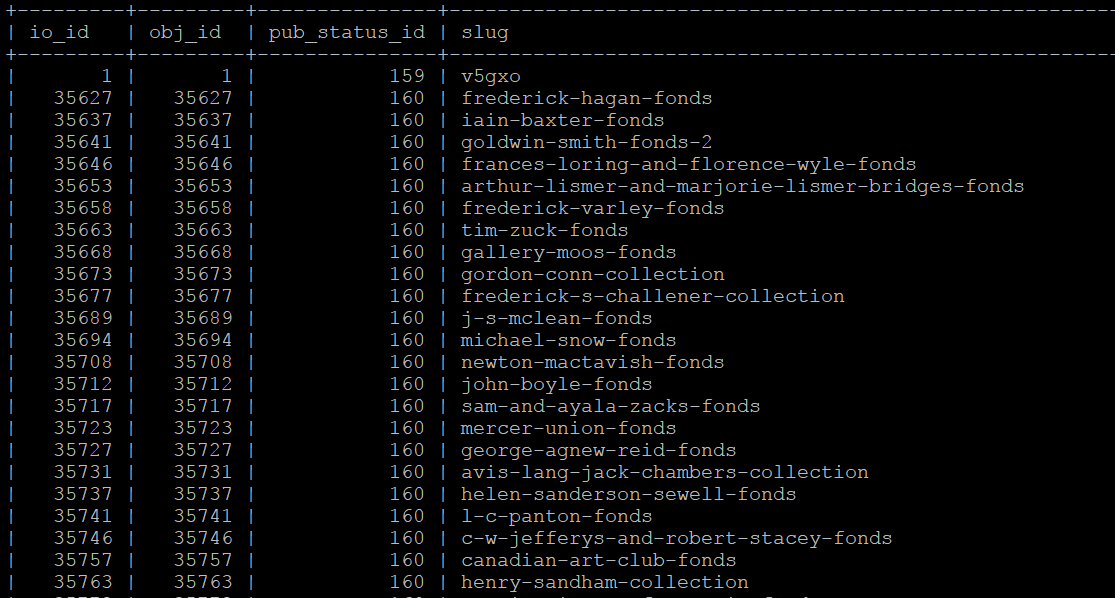 +---------+---------+---------------+--------------------------------------------------------
| io_id   | obj_id  | pub_status_id | slug
+---------+---------+---------------+--------------------------------------------------------
|       1 |       1 |           159 | v5gxo
|   35627 |   35627 |           160 | frederick-hagan-fonds
|   35637 |   35637 |           160 | iain-baxter-fonds
|   35641 |   35641 |           160 | goldwin-smith-fonds-2
|   35646 |   35646 |           160 | frances-loring-and-florence-wyle-fonds
|   35653 |   35653 |           160 | arthur-lismer-and-marjorie-lismer-bridges-fonds
|   35658 |   35658 |           160 | frederick-varley-fonds
|   35663 |   35663 |           160 | tim-zuck-fonds
|   35668 |   35668 |           160 | gallery-moos-fonds
|   35673 |   35673 |           160 | gordon-conn-collection
|   35677 |   35677 |           160 | frederick-s-challener-collection
|   35689 |   35689 |           160 | j-s-mclean-fonds
|   35694 |   35694 |           160 | michael-snow-fonds
|   35708 |   35708 |           160 | newton-mactavish-fonds
|   35712 |   35712 |           160 | john-boyle-fonds
|   35717 |   35717 |           160 | sam-and-ayala-zacks-fonds
|   35723 |   35723 |           160 | mercer-union-fonds
|   35727 |   35727 |           160 | george-agnew-reid-fonds
|   35731 |   35731 |           160 | avis-lang-jack-chambers-collection
|   35737 |   35737 |           160 | helen-sanderson-sewell-fonds
|   35741 |   35741 |           160 | l-c-panton-fonds
|   35746 |   35746 |           160 | c-w-jefferys-and-robert-stacey-fonds
|   35757 |   35757 |           160 | canadian-art-club-fonds
|   35763 |   35763 |           160 | henry-sandham-collection